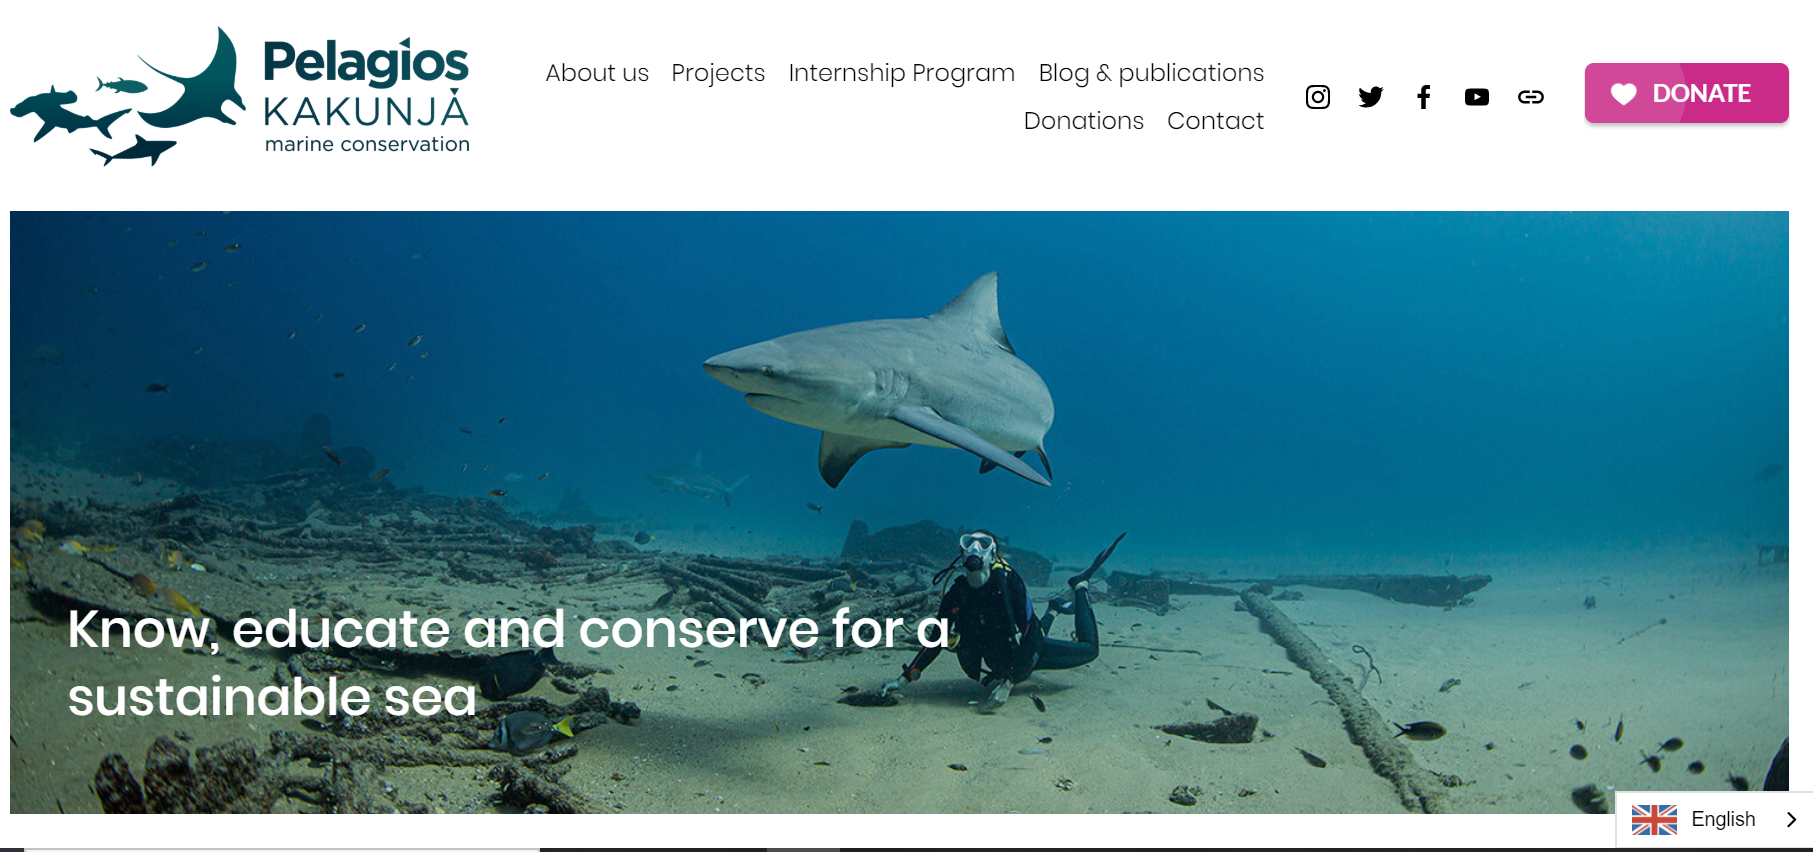 Pelagios
KAKUNJÁ
marine conservation
About us Projects Internship Program Blog & publications
Donations Contact
DONATE
Know, educate and conserve for a
sustainable sea
English